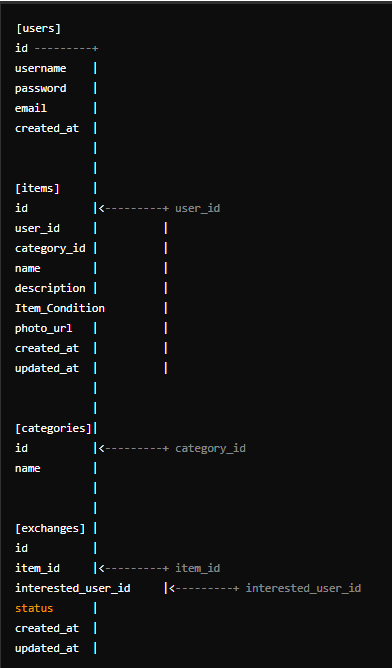 [users]
id ---------+
username    |
password    |
email       |
created_at  |
            |
            |
[items]     |
id          |<---------+ user_id
user_id     |          |
category_id |          |
name        |          |
description |          |
Item_Condition         |
photo_url   |          |
created_at  |          |
updated_at  |          |
            |
            |
[categories]|
id          |<---------+ category_id
name        |
            |
            |
[exchanges] |
id          |
item_id     |<---------+ item_id
interested_user_id     |<---------+ interested_user_id
status      |
created_at  |
updated_at  |